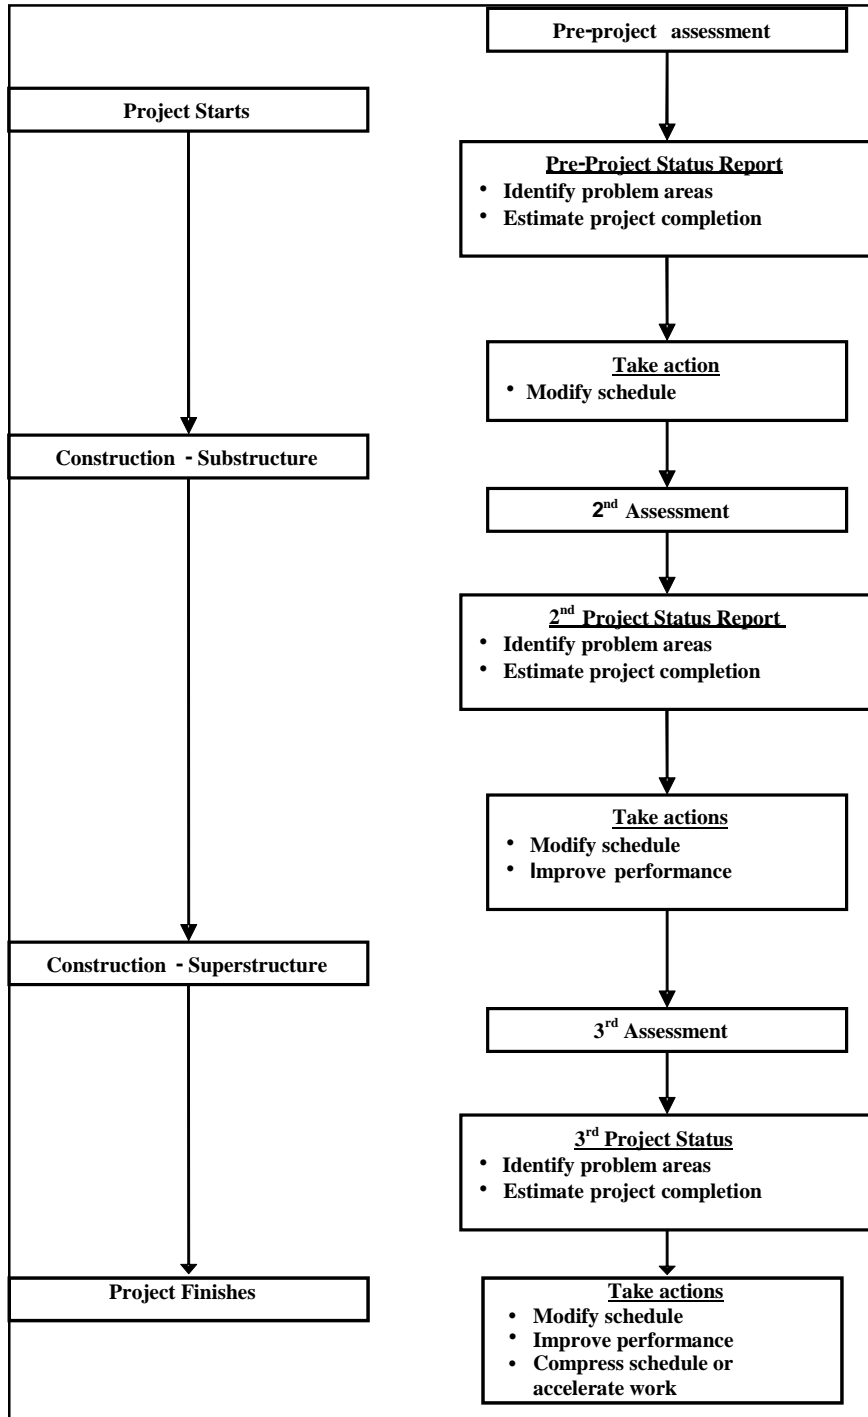 Pre-project assessment
Project Starts
Pre-Project Status Report
• Identify problem areas
• Estimate project completion
Take action
• Modify schedule
Construction - Substructure
2nd Assessment
2nd Project Status Report
• Identify problem areas
• Estimate project completion
Take actions
• Modify schedule
• Improve performance
Construction - Superstructure
3rd Assessment
3rd Project Status
• Identify problem areas
• Estimate project completion
Project Finishes
Take actions
• Modify schedule
• Improve performance
• Compress schedule or
accelerate work